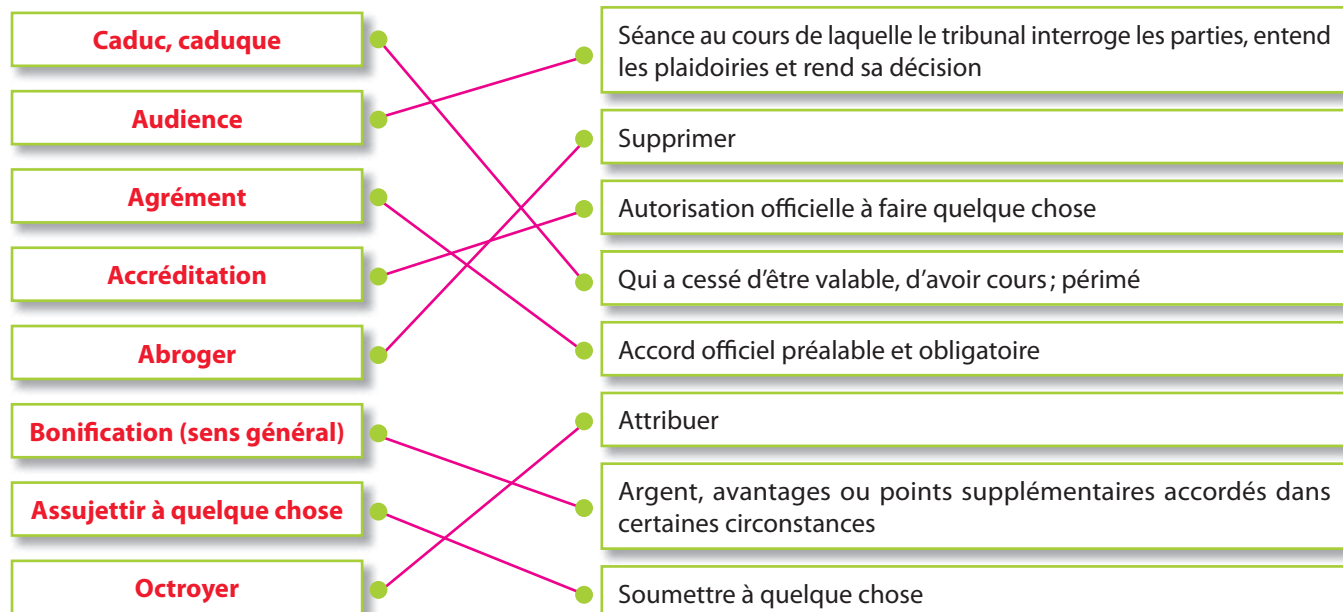 Caduc, caduque
Audience
Agrément
Accréditation
Abroger
Bonification (sens général)
Assujettir à quelque chose
Octroyer
Séance au cours de laquelle le tribunal interroge les parties, entend
les plaidoiries et rend sa décision
Supprimer
Autorisation officielle à faire quelque chose
Qui a cessé d'être valable, d'avoir cours ; périmé
Accord officiel préalable et obligatoire
Attribuer
Argent, avantages ou points supplémentaires accordés dans
certaines circonstances
Soumettre à quelque chose